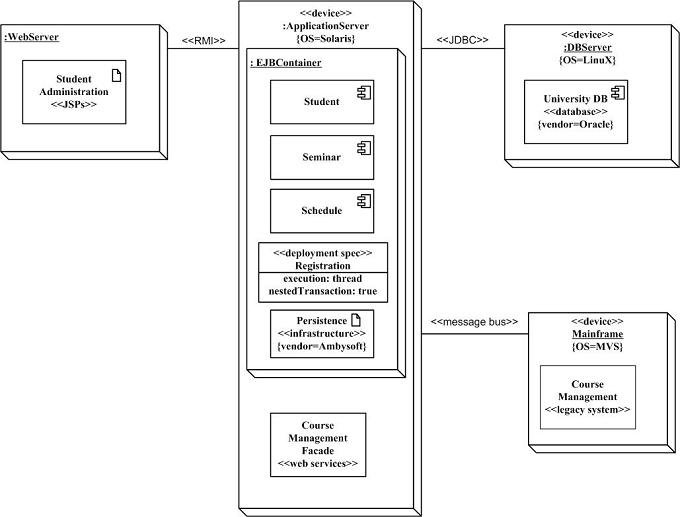 :WebServer
Student
Administration
<<JSPs>>
<<RMI>>
<<device>>
:ApplicationServer
{OS=Solaris}
: EJBContainer
Student
Seminar
Schedule
<<deployment spec>>
Registration
execution: thread
nestedTransaction: true
Persistence
<<infrastructure>>
{vendor=Ambysoft}
Course
Management
Facade
<<web services>>
<<JDBC>>
<<device>>
:DBServer
{OS=LinuX}
University DB
<<database>>
{vendor=Oracle}
<<message bus>>
<<device>>
Mainframe
{OS=MVS}
Course
Management
<<legacy system>>